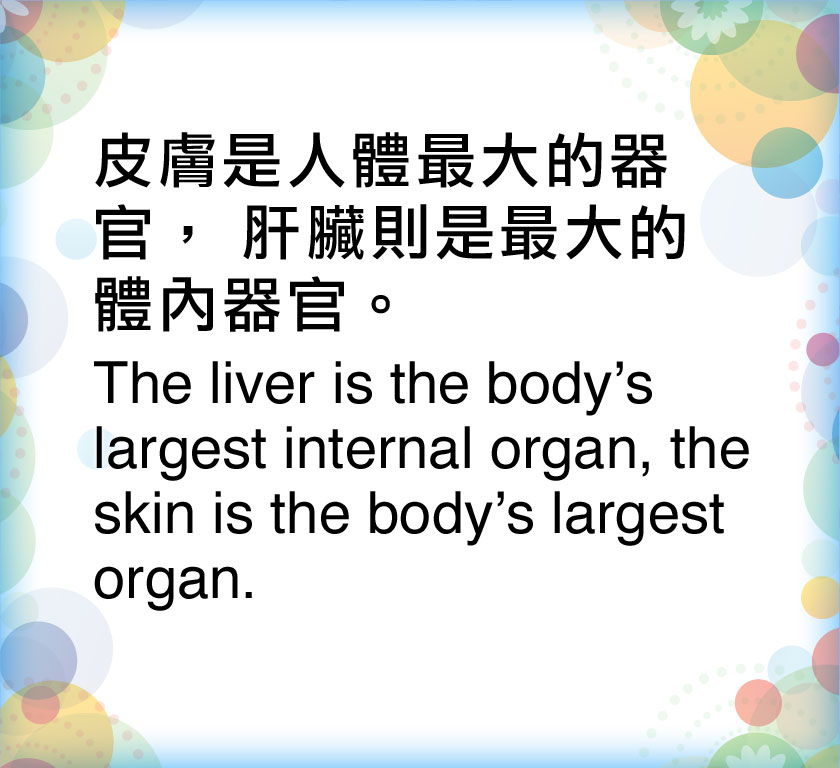 皮膚是人體最大的器
官， 肝臟則是最大的
體內器官。
The liver is the body’s
largest internal organ, the
skin is the body’s largest
organ.